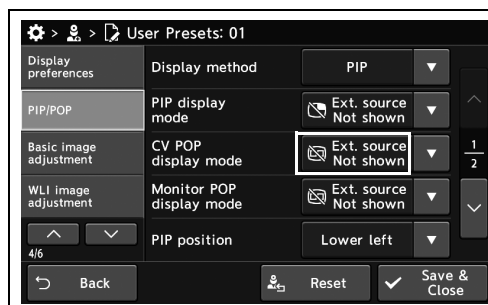 > > User Presets: 01
Display
preferences
Display method
PIP
PIP/POP
PIP display
mode
Ext. source
Not shown
Basic image
adjustment
CV POP
display mode
Ext. source
Not shown
1
2
WLI image
adjustment
Monitor POP
display mode
Ext. source
Not shown
4/6
PIP position
Lower left
Back
Reset
Save &
Close